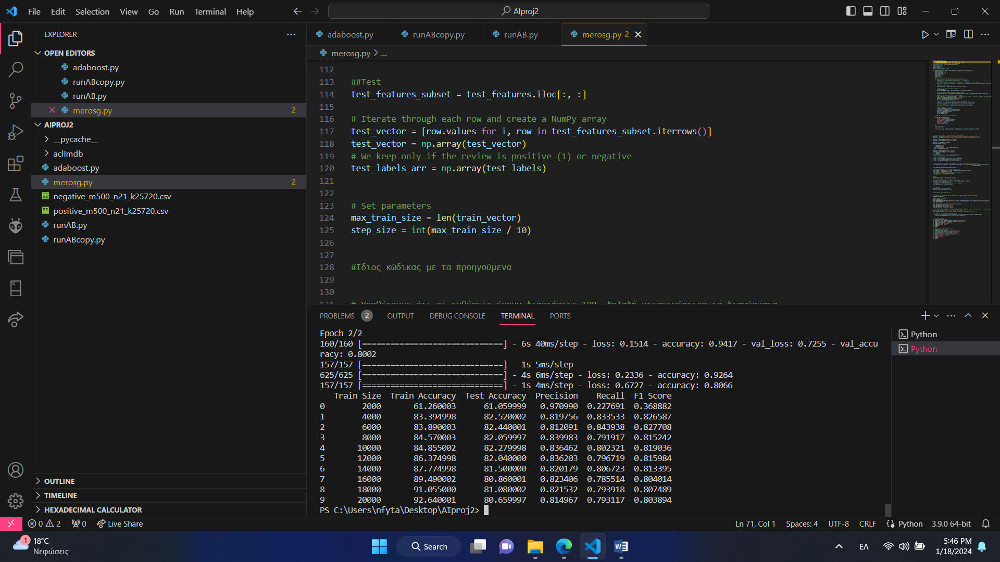 File Edit Selection View Go Run Terminal Help
AIproj2
EXPLORER
OPEN EDITORS
adaboost.py
runABcopy.py
runAB.py
merosg.py 2
AIPROJ2
__pycache__
aclImdb
adaboost.py
merosg.py 2
negative_m500_n21_k25720.csv
positive_m500_n21_k25720.csv
runAB.py
runABcopy.py
OUTLINE
TIMELINE
HEXADECIMAL CALCULATOR
adaboost.py runABcopy.py runAB.py merosg.py 2
merosg.py > ...
112
113 ##Test
114 test_features_subset = test_features.iloc[:, :]
115
116 # Iterate through each row and create a NumPy array
117 test_vector = [row.values for i, row in test_features_subset.iterrows()]
118 test_vector = np.array(test_vector)
119 # We keep only if the review is positive (1) or negative
120 test_labels_arr = np.array(test_labels)
121
122
123 # Set parameters
124 max_train_size = len(train_vector)
125 step_size = int(max_train_size / 10)
126
127
128 #Ίδιος κώδικας με τα προηγούμενα
129
130
131 # Υποθέτουμε ότι οι ενθέσεις έχουν διαστάσεις 100, δηλαδή μεταγενέστερα τα διανύσματα
PROBLEMS 2 OUTPUT DEBUG CONSOLE TERMINAL PORTS
Epoch 2/2
160/160 [==============================] - 6s 40ms/step - loss: 0.1514 - accuracy: 0.9417 - val_loss: 0.7255 - val_accu
racy: 0.8002
157/157 [==============================] - 1s 5ms/step
625/625 [==============================] - 4s 6ms/step - loss: 0.2336 - accuracy: 0.9264
157/157 [==============================] - 1s 4ms/step - loss: 0.6727 - accuracy: 0.8066
Train Size Train Accuracy Test Accuracy Precision Recall F1 Score
0 2000 61.260003 61.059999 0.970990 0.227691 0.368882
1 4000 83.394998 82.520002 0.819756 0.833533 0.826587
2 6000 83.890003 82.440001 0.812091 0.843938 0.827708
3 8000 84.570003 82.059997 0.839983 0.791917 0.815242
4 10000 84.855002 82.279998 0.836462 0.802321 0.819036
5 12000 86.374998 82.040000 0.836203 0.796719 0.815984
6 14000 87.774998 81.500000 0.820179 0.806723 0.813395
7 16000 89.490002 80.860001 0.823406 0.785514 0.804014
8 18000 91.055000 81.080002 0.821532 0.793918 0.807489
9 20000 92.640001 80.659997 0.814967 0.793117 0.803894
PS C:\Users\nfyta\Desktop\AIproj2>
Python
Python
0 2 0 Live Share
Ln 71, Col 1 Spaces: 4 UTF-8 CRLF Python 3.9.0 64-bit
1 18°C
Νεφώσεις
Search
ΕΛ
5:46 PM
1/18/2024